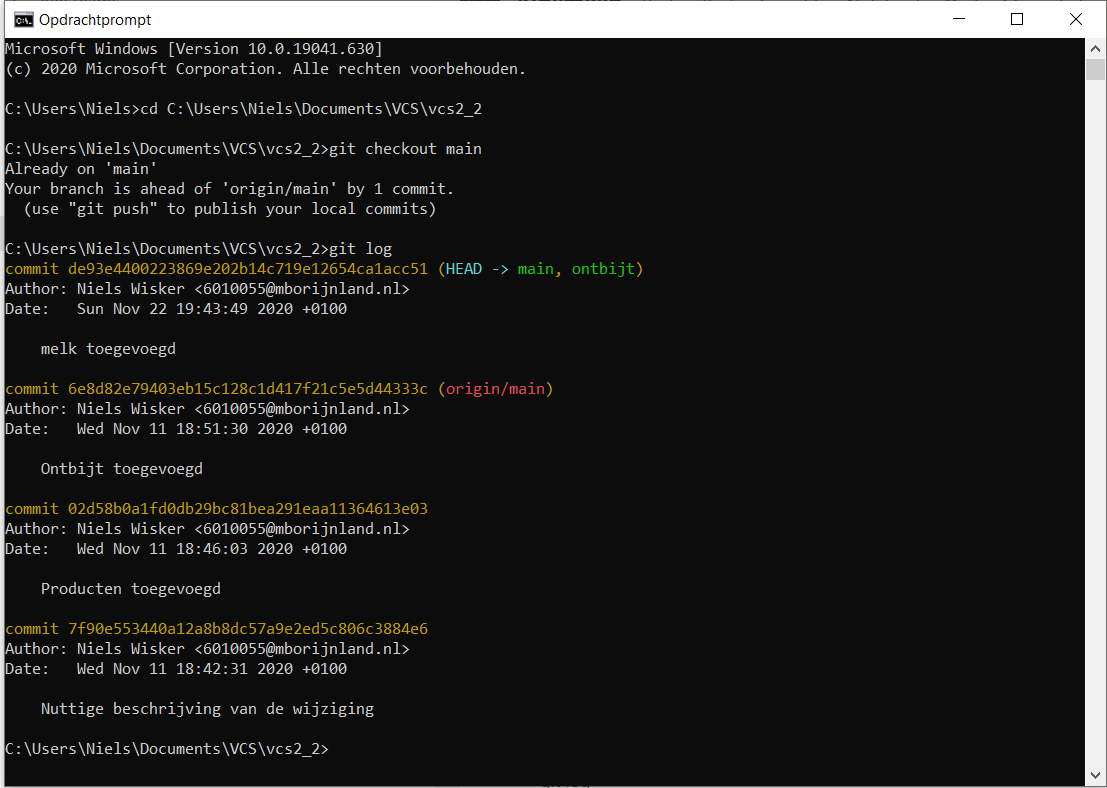 Opdrachtprompt
Microsoft Windows [Version 10.0.19041.630]
(c) 2020 Microsoft Corporation. Alle rechten voorbehouden.
C:\Users\Niels>cd C:\Users\Niels\Documents\VCS\vcs2_2
C:\Users\Niels\Documents\VCS\vcs2_2>git checkout main
Already on 'main'
Your branch is ahead of 'origin/main' by 1 commit.
  (use "git push" to publish your local commits)
C:\Users\Niels\Documents\VCS\vcs2_2>git log
commit de93e4400223869e202b14c719e12654ca1acc51 (HEAD -> main, ontbijt)
Author: Niels Wisker <6010055@mborijnland.nl>
Date:   Sun Nov 22 19:43:49 2020 +0100
    melk toegevoegd
commit 6e8d82e79403eb15c128c1d417f21c5e5d44333c (origin/main)
Author: Niels Wisker <6010055@mborijnland.nl>
Date:   Wed Nov 11 18:51:30 2020 +0100
    Ontbijt toegevoegd
commit 02d58b0a1fd0db29bc81bea291eaa11364613e03
Author: Niels Wisker <6010055@mborijnland.nl>
Date:   Wed Nov 11 18:46:03 2020 +0100
    Producten toegevoegd
commit 7f90e553440a12a8b8dc57a9e2ed5c806c3884e6
Author: Niels Wisker <6010055@mborijnland.nl>
Date:   Wed Nov 11 18:42:31 2020 +0100
    Nuttige beschrijving van de wijziging
C:\Users\Niels\Documents\VCS\vcs2_2>